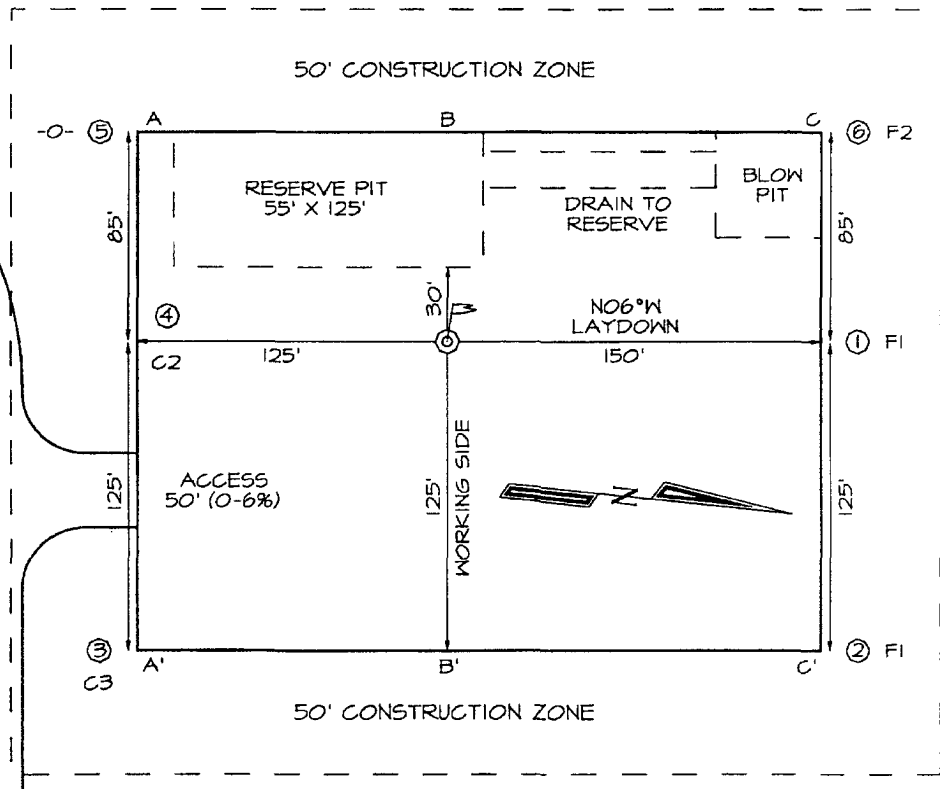 50' CONSTRUCTION ZONE
A B C
-0- 5 6 F2
RESERVE PIT
55' X 125'
BLOW
PIT
DRAIN TO
RESERVE
85' 85'
30'
N06°W
LAYDOWN
4 1 F1
C2 125' 150'
ACCESS
50' (0-6%)
125' 125' WORKING SIDE N 125'
3 A' B' C' 2 F1
C3
50' CONSTRUCTION ZONE